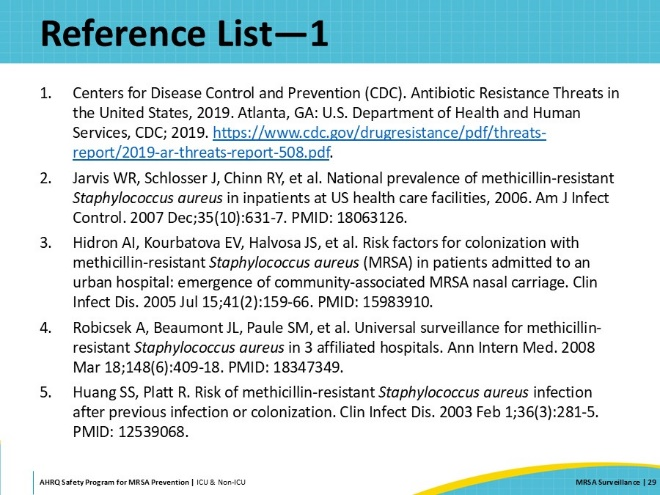 Reference List—1
1. Centers for Disease Control and Prevention (CDC). Antibiotic Resistance Threats in
the United States, 2019. Atlanta, GA: U.S. Department of Health and Human
Services, CDC; 2019. https://www.cdc.gov/drugresistance/pdf/threats-
report/2019-ar-threats-report-508.pdf.
2. Jarvis WR, Schlosser J, Chinn RY, et al. National prevalence of methicillin-resistant
Staphylococcus aureus in inpatients at US health care facilities, 2006. Am J Infect
Control. 2007 Dec;35(10):631-7. PMID: 18063126.
3. Hidron AI, Kourbatova EV, Halvosa JS, et al. Risk factors for colonization with
methicillin-resistant Staphylococcus aureus (MRSA) in patients admitted to an
urban hospital: emergence of community-associated MRSA nasal carriage. Clin
Infect Dis. 2005 Jul 15;41(2):159-66. PMID: 15983910.
4. Robicsek A, Beaumont JL, Paule SM, et al. Universal surveillance for methicillin-
resistant Staphylococcus aureus in 3 affiliated hospitals. Ann Intern Med. 2008
Mar 18;148(6):409-18. PMID: 18347349.
5. Huang SS, Platt R. Risk of methicillin-resistant Staphylococcus aureus infection
after previous infection or colonization. Clin Infect Dis. 2003 Feb 1;36(3):281-5.
PMID: 12539068.
AHRQ Safety Program for MRSA Prevention | ICU & Non-ICU
MRSA Surveillance | 29